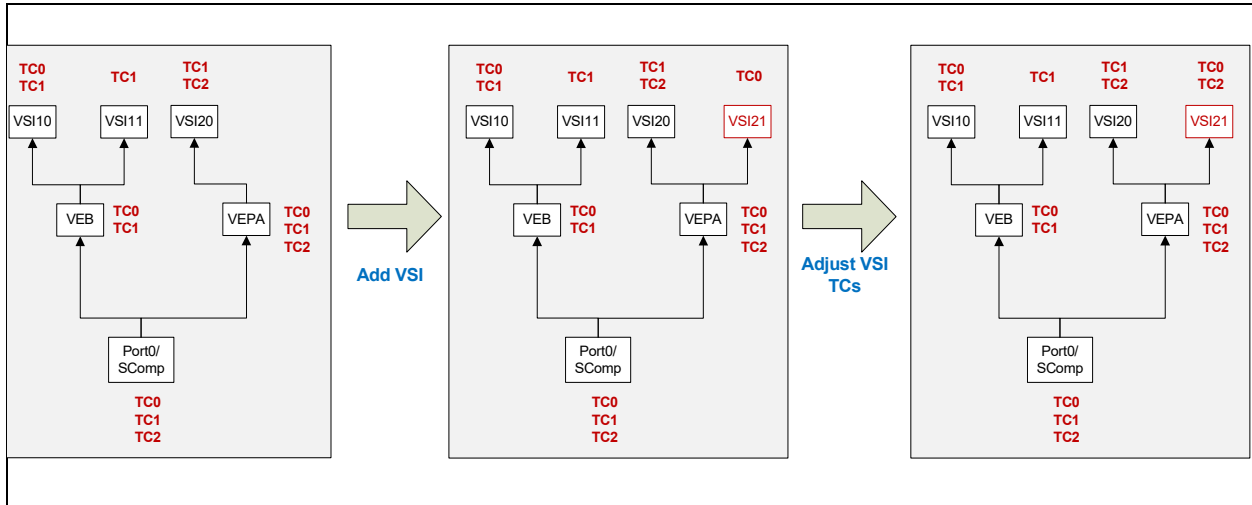 TC0
TC1
TC1
TC1
TC2
VSI10
VSI11
VSI20
VEB
TC0
TC1
VEPA
TC0
TC1
TC2
Port0/
SComp
TC0
TC1
TC2
Add VSI
TC0
TC1
TC1
TC1
TC2
TC0
VSI10
VSI11
VSI20
VSI21
VEB
TC0
TC1
VEPA
TC0
TC1
TC2
Port0/
SComp
TC0
TC1
TC2
Adjust VSI
TCs
TC0
TC1
TC1
TC1
TC2
TC0
TC2
VSI10
VSI11
VSI20
VSI21
VEB
TC0
TC1
VEPA
TC0
TC1
TC2
Port0/
SComp
TC0
TC1
TC2